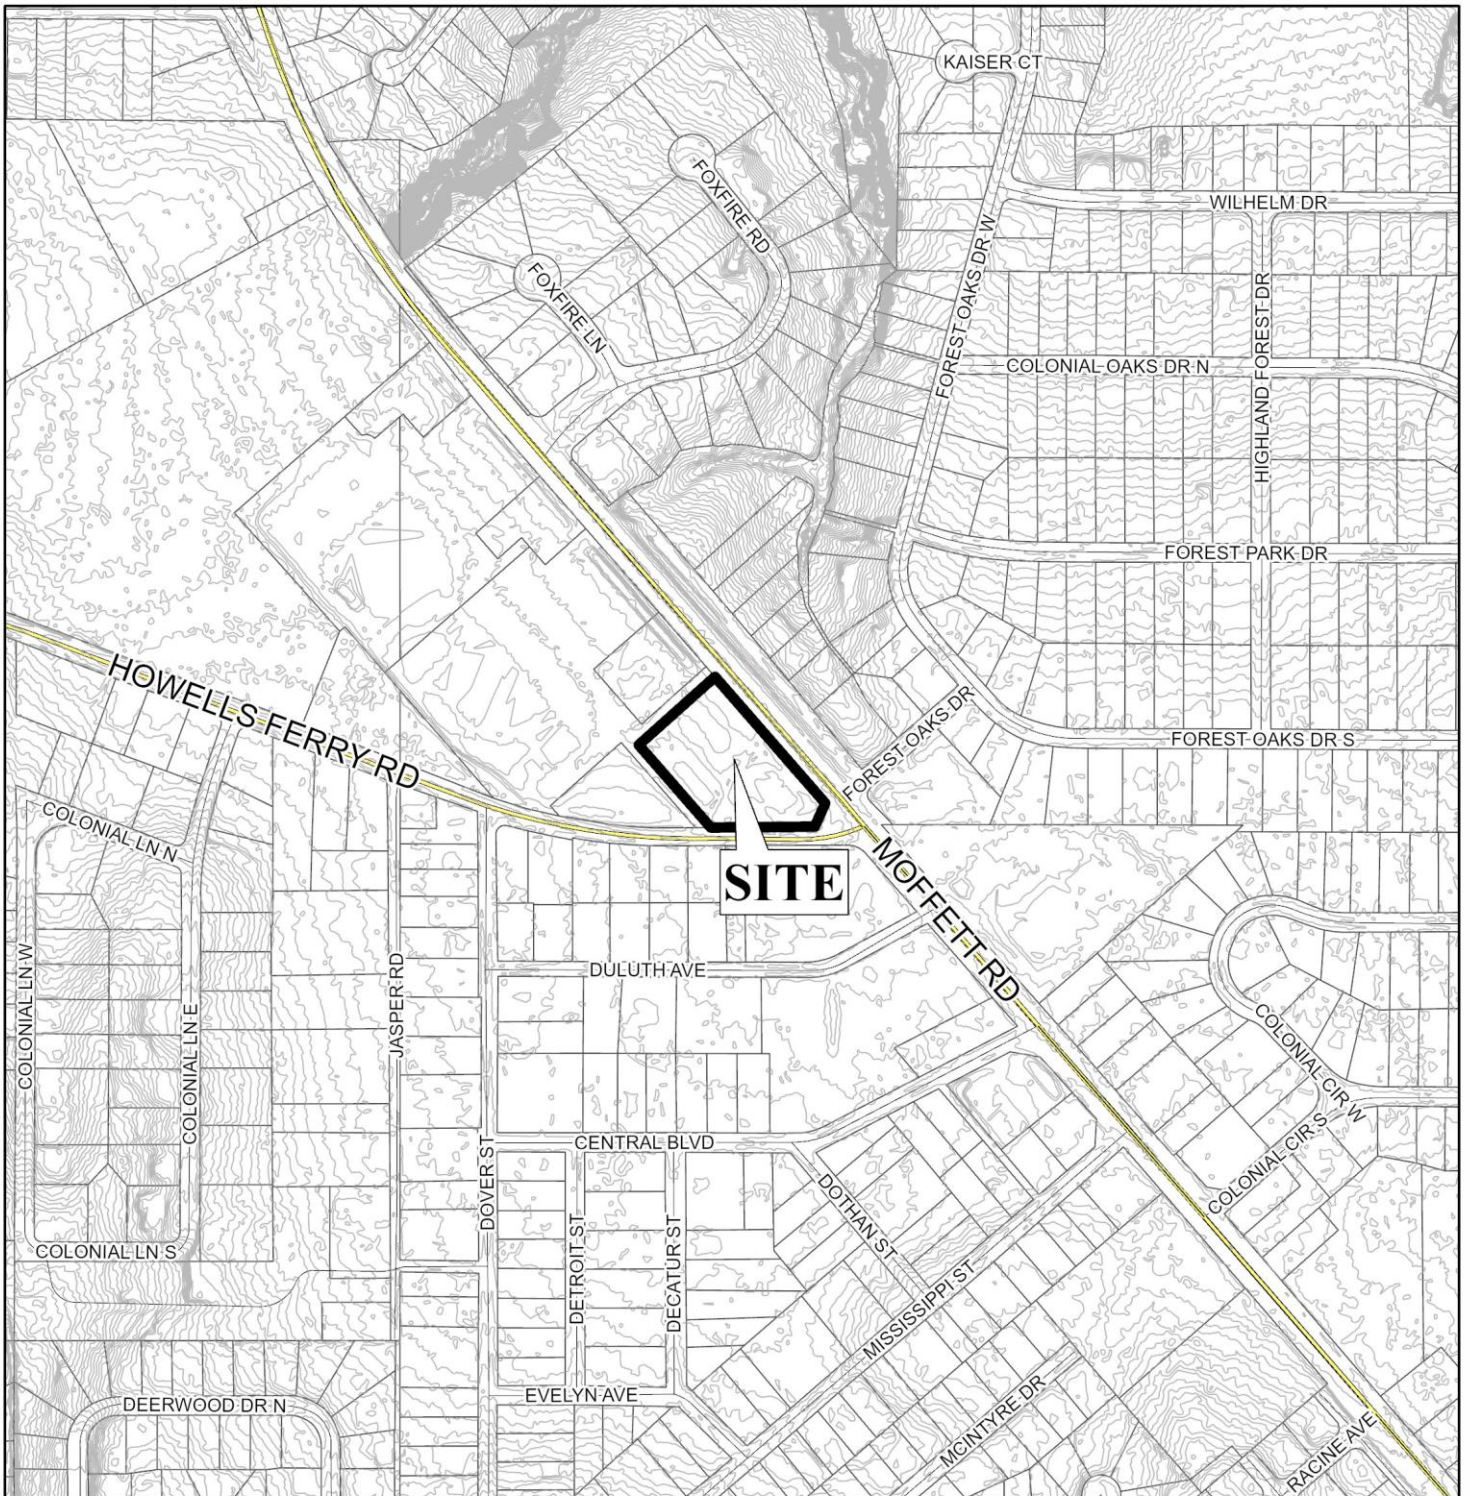 KAISER CT
FOXFIRE RD
WILHELM DR
FOREST OAKS DR W
FOXFIRE LN
HIGHLAND FOREST DR
COLONIAL OAKS DR N
FOREST PARK DR
HOWELLS FERRY RD
FOREST OAKS DR
FOREST OAKS DR S
COLONIAL LN N
SITE
MOFFETT RD
COLONIAL LN W
DULUTH AVE
JASPER RD
COLONIAL LN E
COLONIAL CIR W
CENTRAL BLVD
DOVER ST
COLONIAL CIR S
DOTHAN ST
COLONIAL LN S
DETROIT ST
DECATUR ST
MISSISSIPPI ST
EVELYN AVE
DEERWOOD DR N
MCINTYRE DR
RACINE AVE